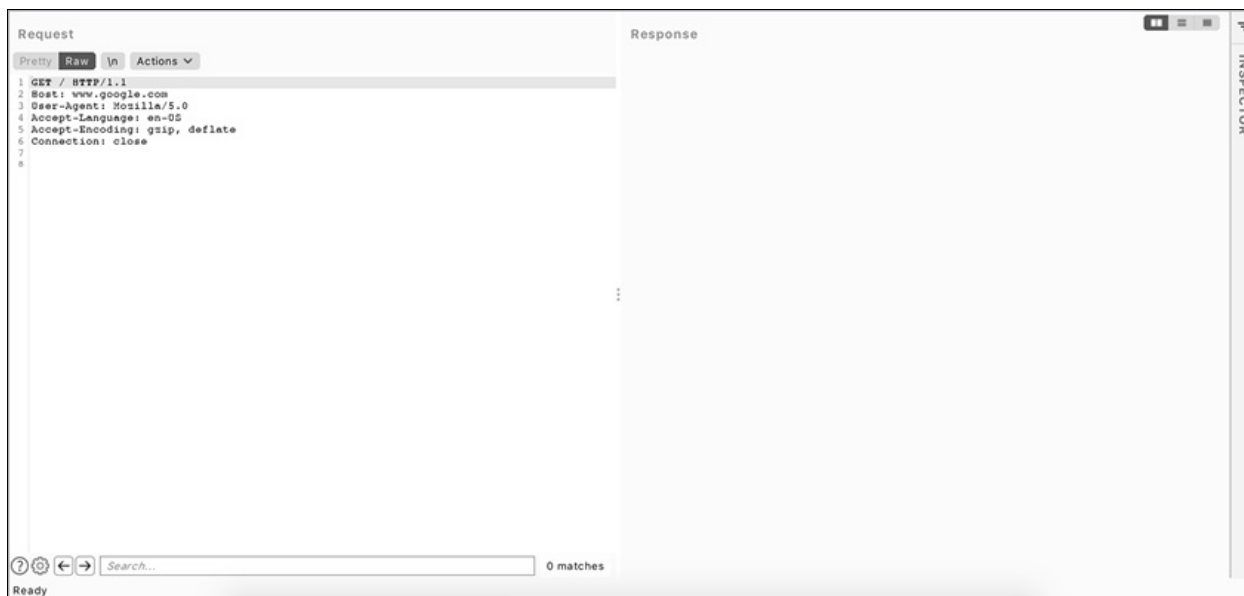 Request
Response
Pretty Raw \n Actions
1 GET / HTTP/1.1
2 Host: www.google.com
3 User-Agent: Mozilla/5.0
4 Accept-Language: en-US
5 Accept-Encoding: gzip, deflate
6 Connection: close
7
8
INSPECTOR
? Search... 0 matches
Ready